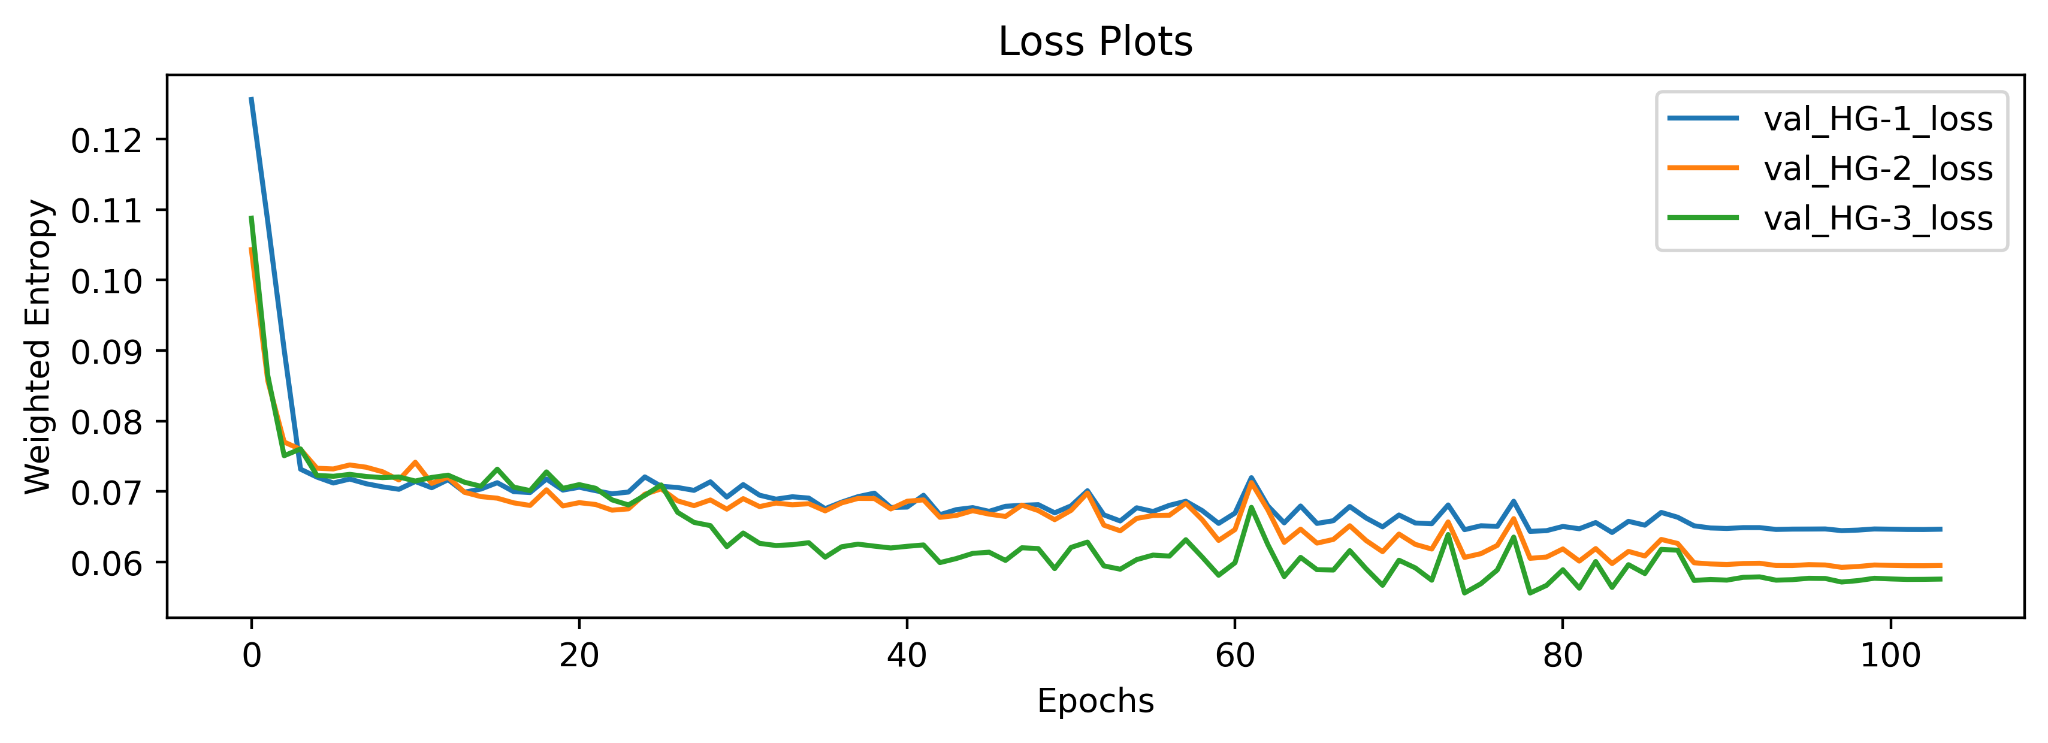 Loss Plots
Weighted Entropy
0.12
0.11
0.10
0.09
0.08
0.07
0.06
val_HG-1_loss
val_HG-2_loss
val_HG-3_loss
0 20 40 60 80 100
Epochs